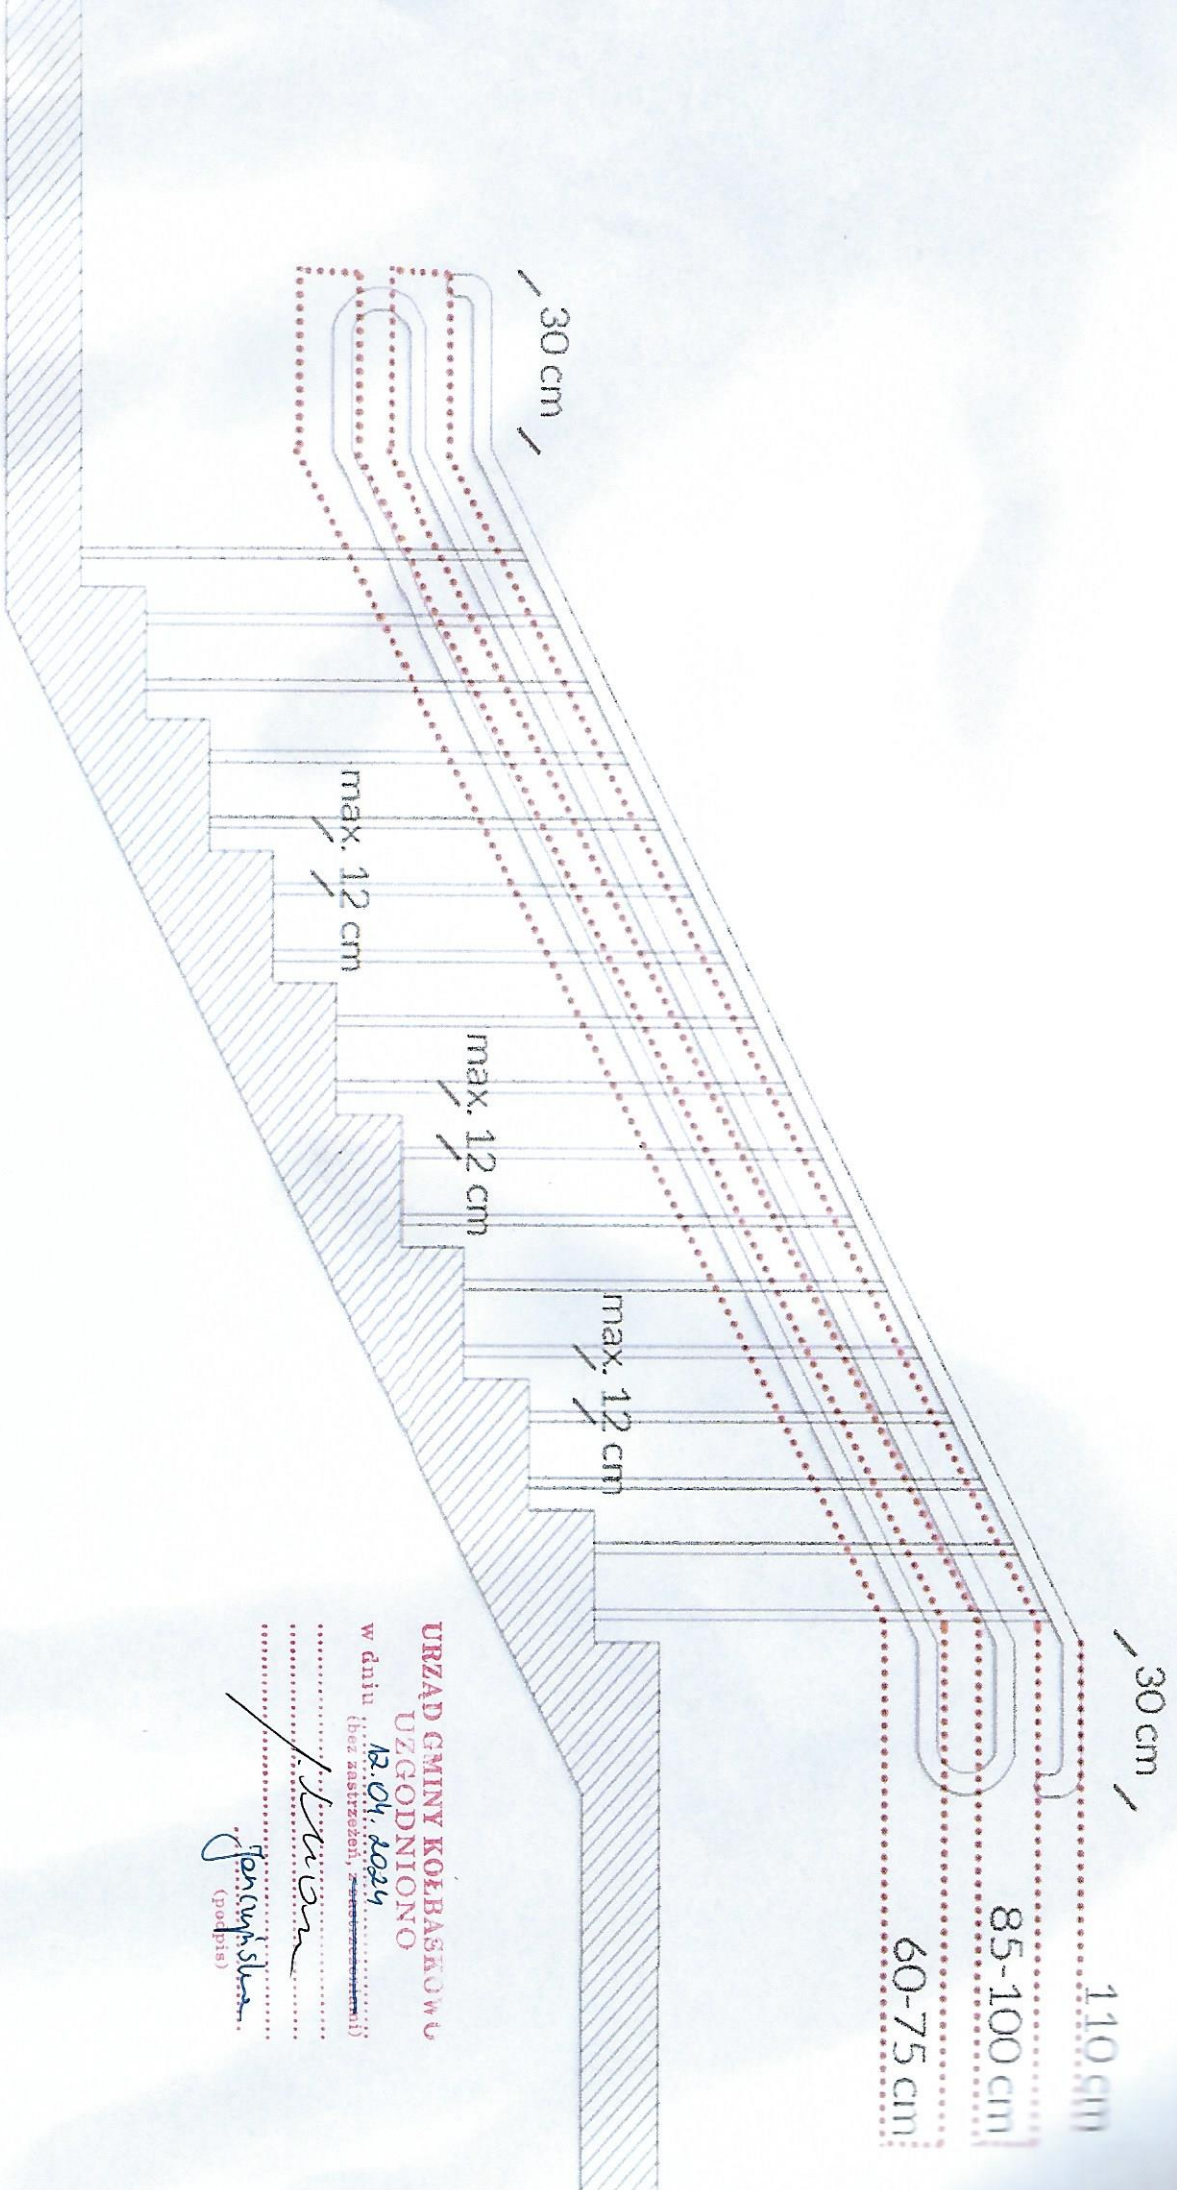 30 cm
30 cm
110 cm
85-100 cm
60-75 cm
max. 12 cm
max. 12 cm
max. 12 cm
URZĄD GMINY KOŁBASKOWO
UZGODNIONO
w dniu 12.04.2024
(bez zastrzeżeń, z zastrzeżeniami)
(podpis)